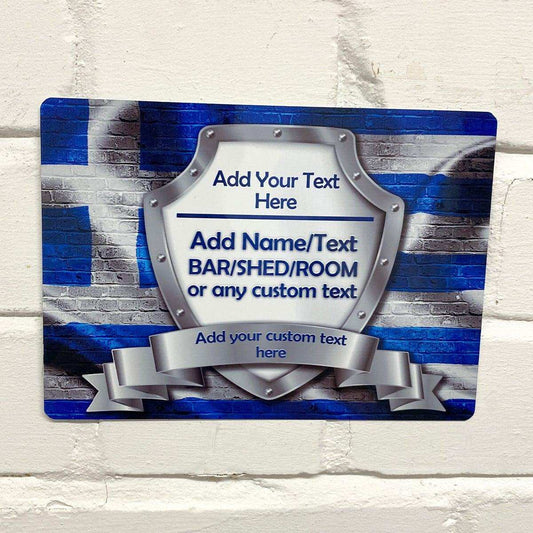 Add Your Text
Here
Add Name/Text
BAR/SHED/ROOM
or any custom text
Add your custom text
here